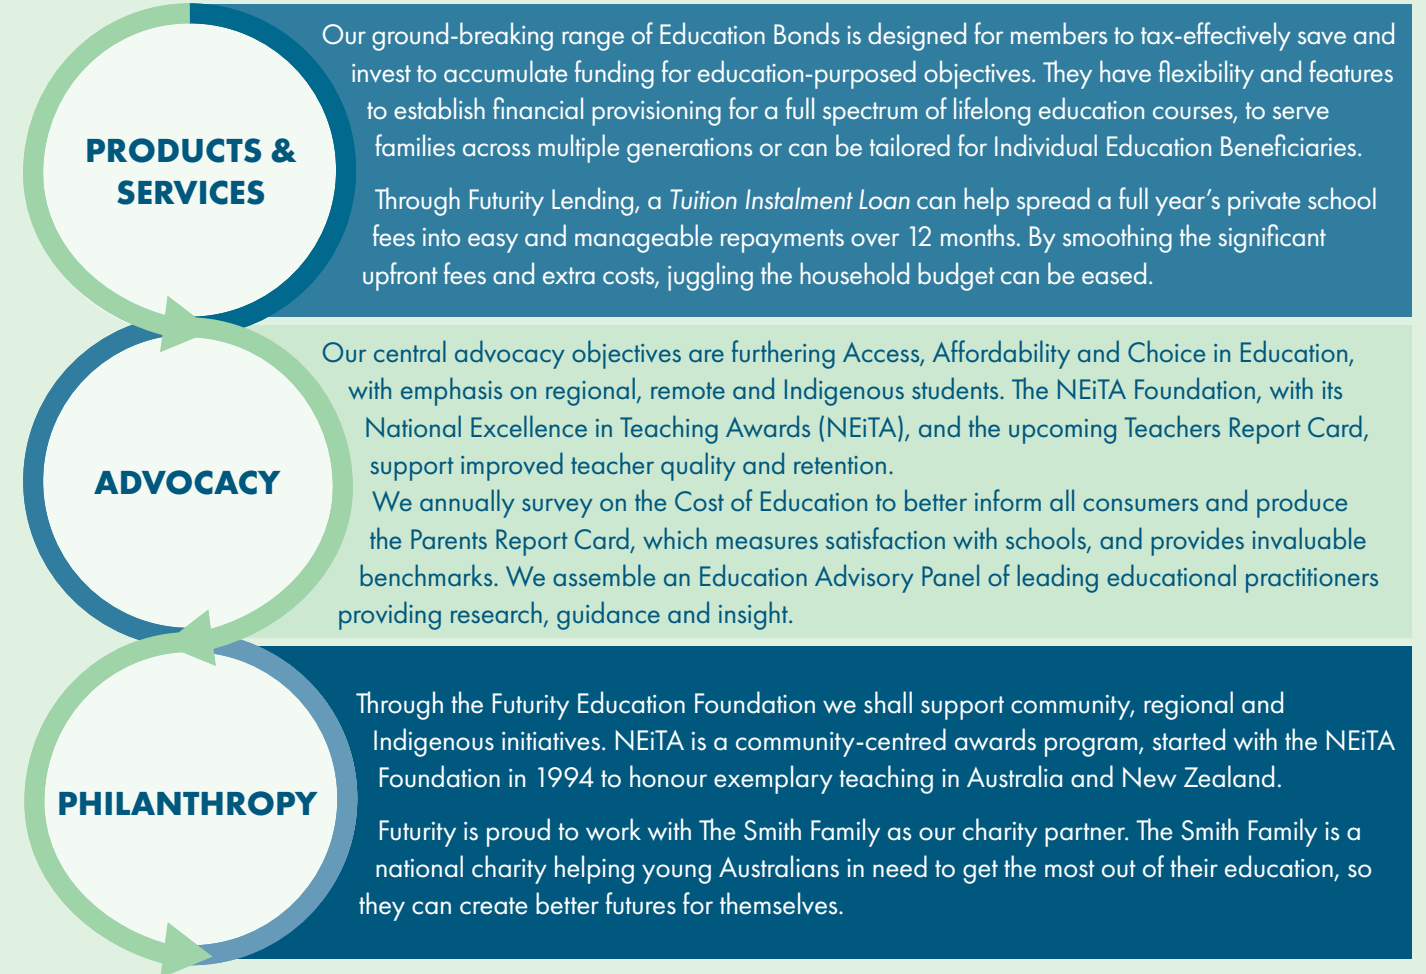 PRODUCTS &
SERVICES
Our ground-breaking range of Education Bonds is designed for members to tax-effectively save and
invest to accumulate funding for education-purposed objectives. They have flexibility and features
to establish financial provisioning for a full spectrum of lifelong education courses, to serve
families across multiple generations or can be tailored for Individual Education Beneficiaries.
Through Futurity Lending, a Tuition Instalment Loan can help spread a full year’s private school
fees into easy and manageable repayments over 12 months. By smoothing the significant
upfront fees and extra costs, juggling the household budget can be eased.
ADVOCACY
Our central advocacy objectives are furthering Access, Affordability and Choice in Education,
with emphasis on regional, remote and Indigenous students. The NEiTA Foundation, with its
National Excellence in Teaching Awards (NEiTA), and the upcoming Teachers Report Card,
support improved teacher quality and retention.
We annually survey on the Cost of Education to better inform all consumers and produce
the Parents Report Card, which measures satisfaction with schools, and provides invaluable
benchmarks. We assemble an Education Advisory Panel of leading educational practitioners
providing research, guidance and insight.
PHILANTHROPY
Through the Futurity Education Foundation we shall support community, regional and
Indigenous initiatives. NEiTA is a community-centred awards program, started with the NEiTA
Foundation in 1994 to honour exemplary teaching in Australia and New Zealand.
Futurity is proud to work with The Smith Family as our charity partner. The Smith Family is a
national charity helping young Australians in need to get the most out of their education, so
they can create better futures for themselves.